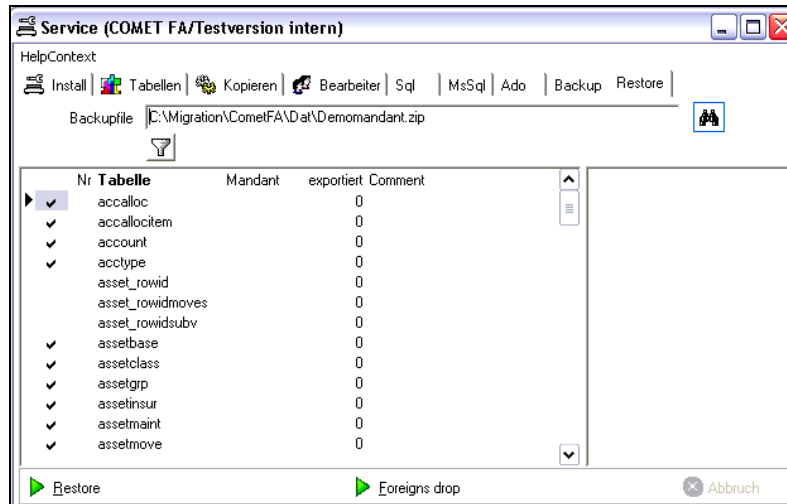 Service (COMET FA/Testversion intern)
HelpContext
Install Tabellen Kopieren Bearbeiter Sql MsSql Ado Backup Restore
Backupfile C:\Migration\CometFA\Dat\Demomandant.zip
Nr Tabelle Mandant exportiert Comment
accalloc 0
accallocitem 0
account 0
acctype 0
asset_rowid 0
asset_rowidmoves 0
asset_rowidsubv 0
assetbase 0
assetclass 0
assetgrp 0
assetinsur 0
assetmaint 0
assetmove 0
Restore Foreigns drop Abbruch